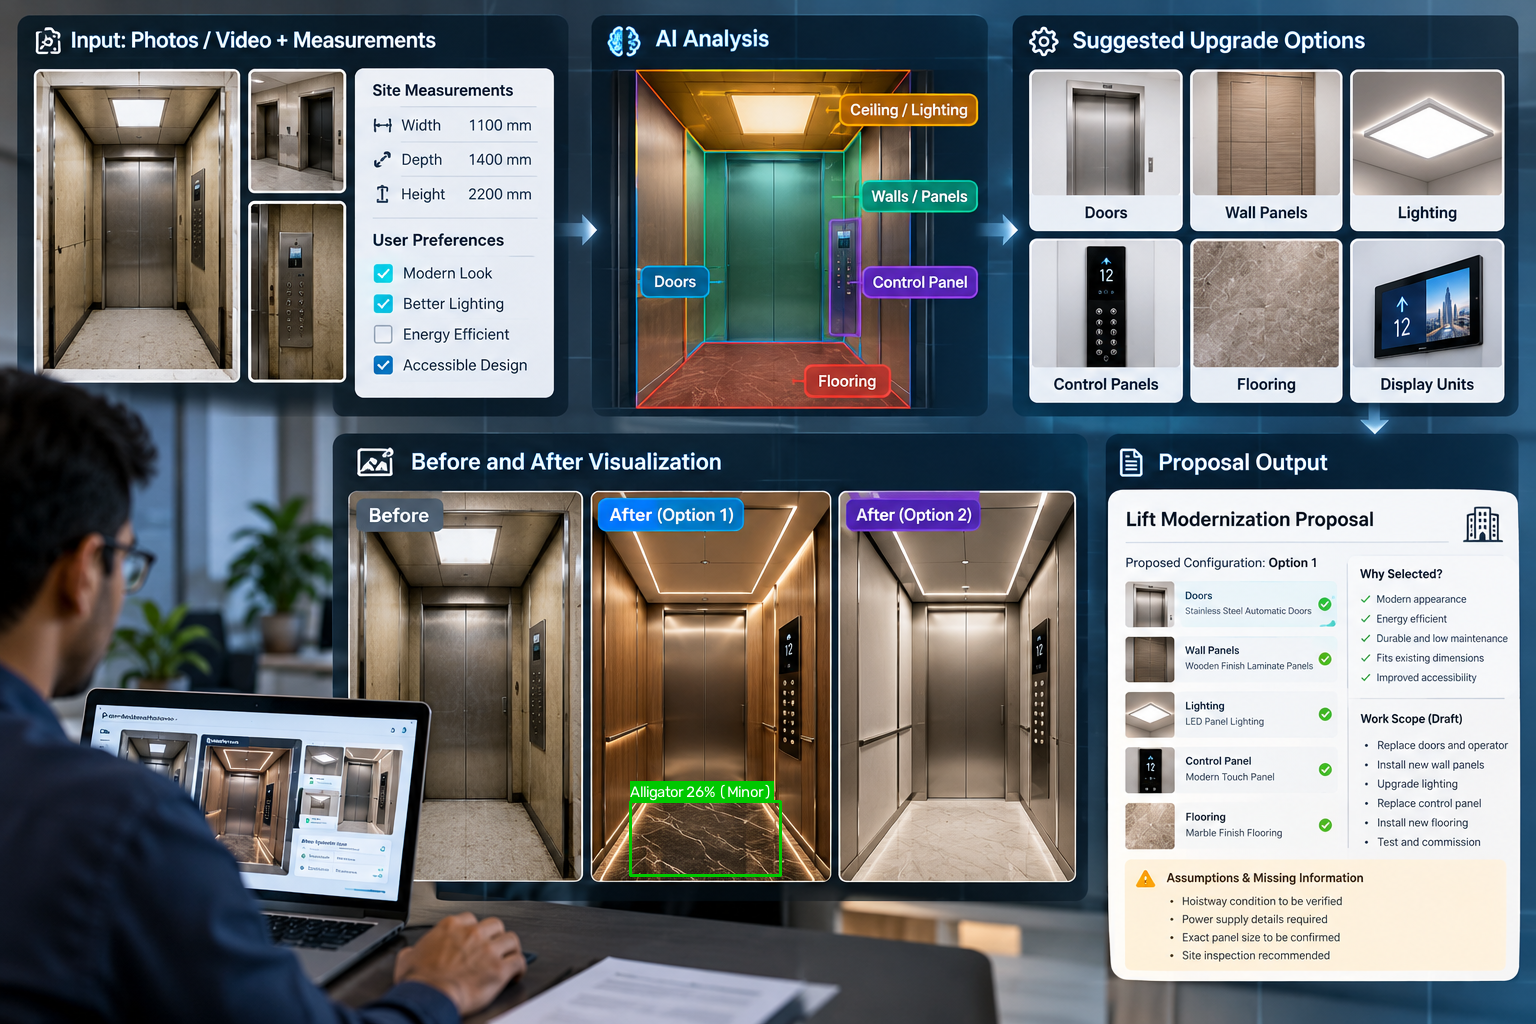 Input: Photos / Video + Measurements
Site Measurements
Width 1100 mm
Depth 1400 mm
Height 2200 mm
User Preferences
Modern Look
Better Lighting
Energy Efficient
Accessible Design
AI Analysis
Ceiling / Lighting
Walls / Panels
Doors
Control Panel
Flooring
Suggested Upgrade Options
Doors
Wall Panels
Lighting
12
12
Control Panels
Flooring
Display Units
Before and After Visualization
Before
After (Option 1)
After (Option 2)
12
12
Alligator 26% (Minor)
Proposal Output
Lift Modernization Proposal
Proposed Configuration: Option 1
Doors
Stainless Steel Automatic Doors
Wall Panels
Wooden Finish Laminate Panels
Lighting
LED Panel Lighting
12
Control Panel
Modern Touch Panel
Flooring
Marble Finish Flooring
Why Selected?
Modern appearance
Energy efficient
Durable and low maintenance
Fits existing dimensions
Improved accessibility
Work Scope (Draft)
• Replace doors and operator
• Install new wall panels
• Upgrade lighting
• Replace control panel
• Install new flooring
• Test and commission
Assumptions & Missing Information
• Hoistway condition to be verified
• Power supply details required
• Exact panel size to be confirmed
• Site inspection recommended